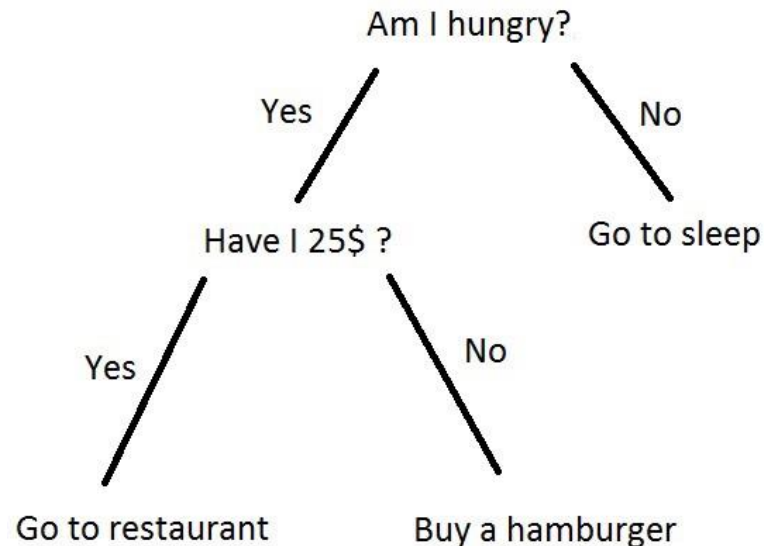 Am I hungry?
Yes
No
Have I 25$ ?
Go to sleep
Yes
No
Go to restaurant
Buy a hamburger